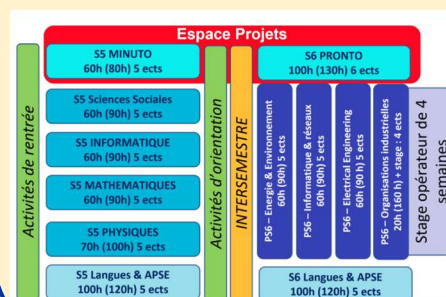 Espace Projets
S5 MINUTO
60h (80h) 5 ects
S6 PRONTO
100h (130h) 6 ects
Activités de rentrée
S5 Sciences Sociales
60h (90h) 5 ects
S5 INFORMATIQUE
60h (90h) 5 ects
S5 MATHEMATIQUES
60h (90h) 5 ects
S5 PHYSIQUES
70h (100h) 5 ects
S5 Langues & APSE
100h (120h) 5 ects
Activités d'orientation
INTERSEMESTRE
PS6 – Energie & Environnement
60h (90h) 5 ects
PS6 – Informatique & réseaux
60h (90h) 5 ects
PS6 – Electrical Engineering
60h (90 h) 5 ects
PS6 – Organisations industrielles
20h (160 h) + stage : 4 ects
S6 Langues & APSE
100h (120h) 5 ects
Stage opérateur de 4
semaines